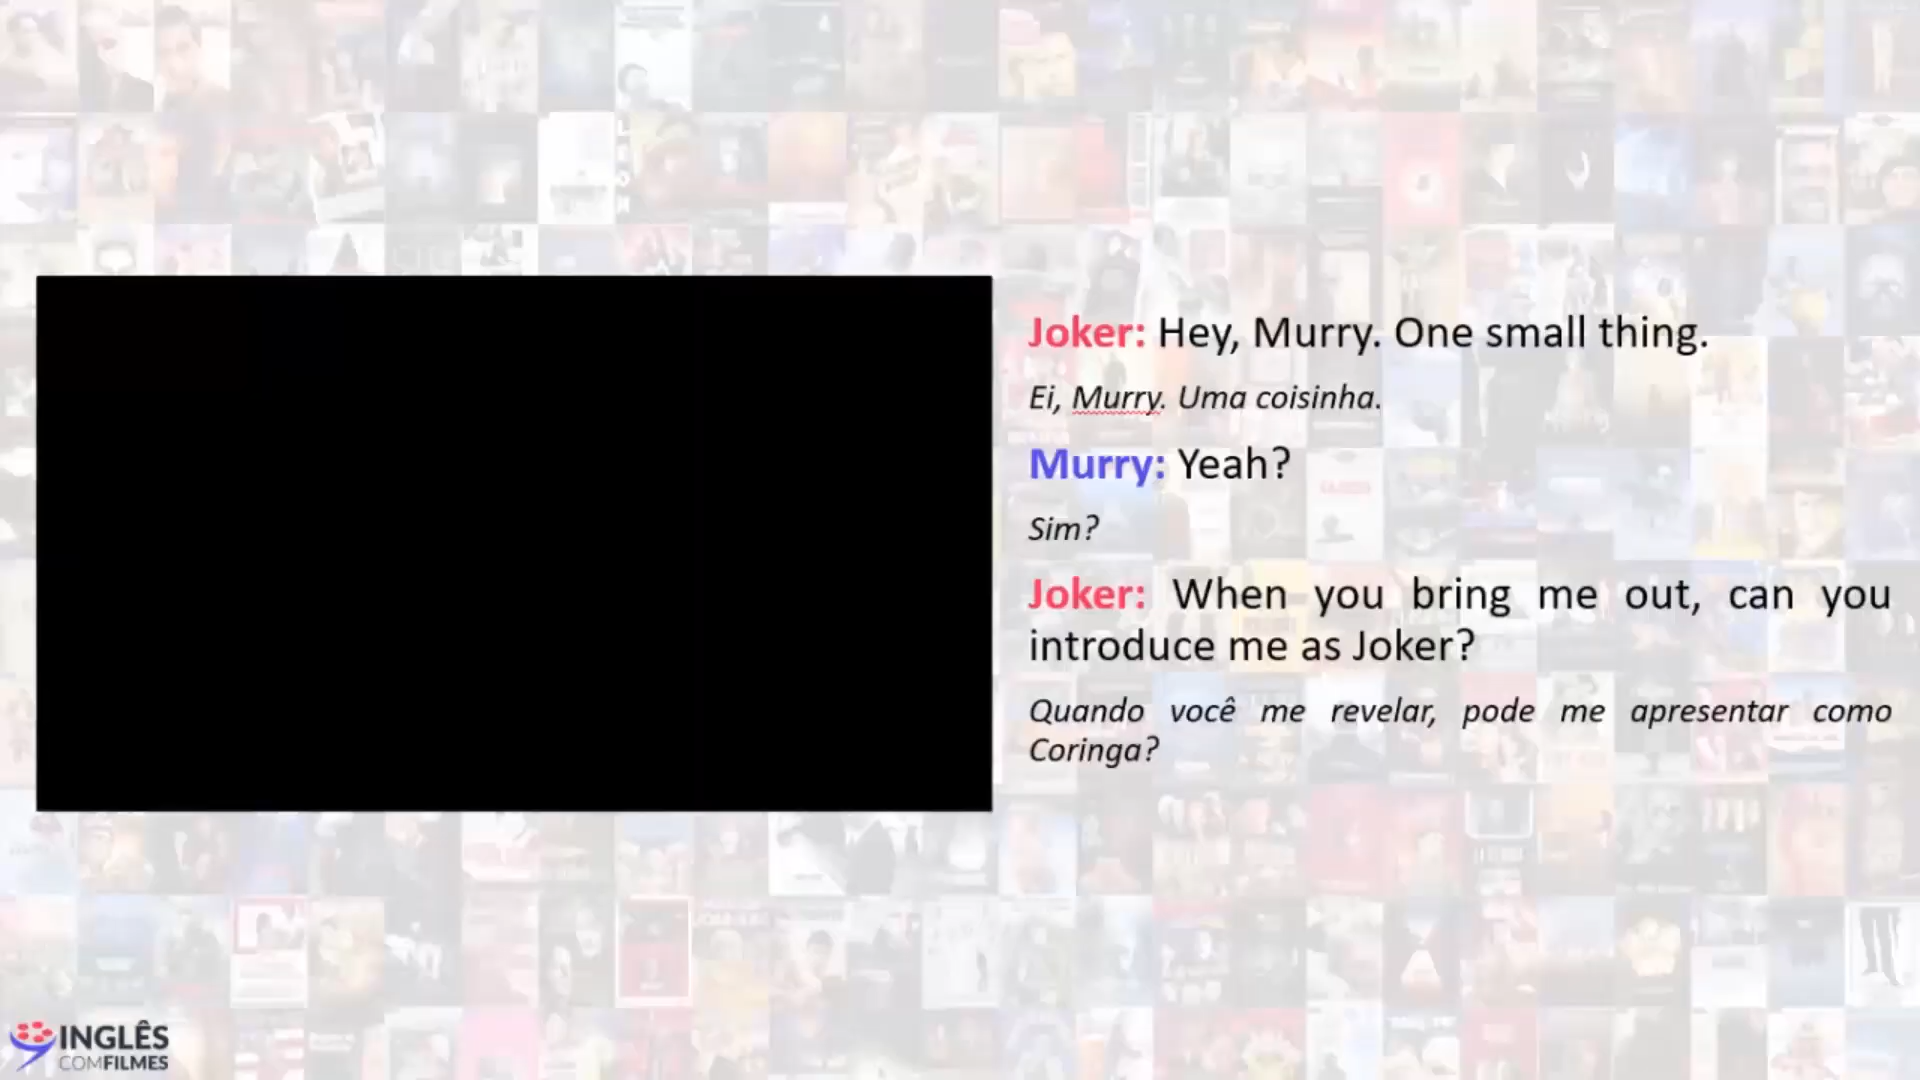 Joker: Hey, Murry. One small thing.
Ei, Murry. Uma coisinha.
Murry: Yeah?
Sim?
Joker: When you bring me out, can you
introduce me as Joker?
Quando você me revelar, pode me apresentar como
Coringa?
INGLÊS
COMFILMES